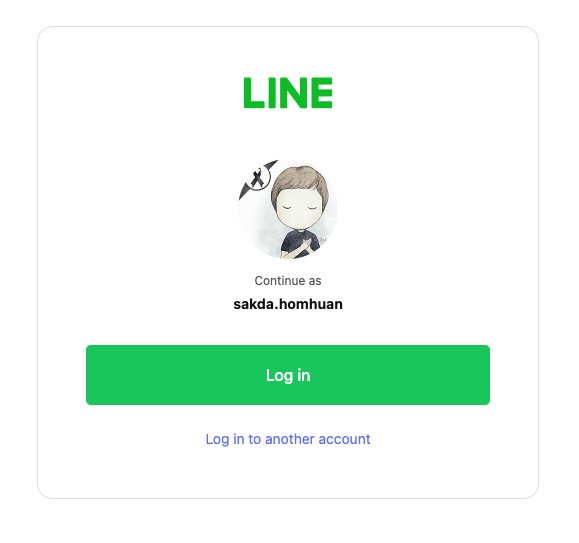 LINE
Continue as
sakda.homhuan
Log in
Log in to another account